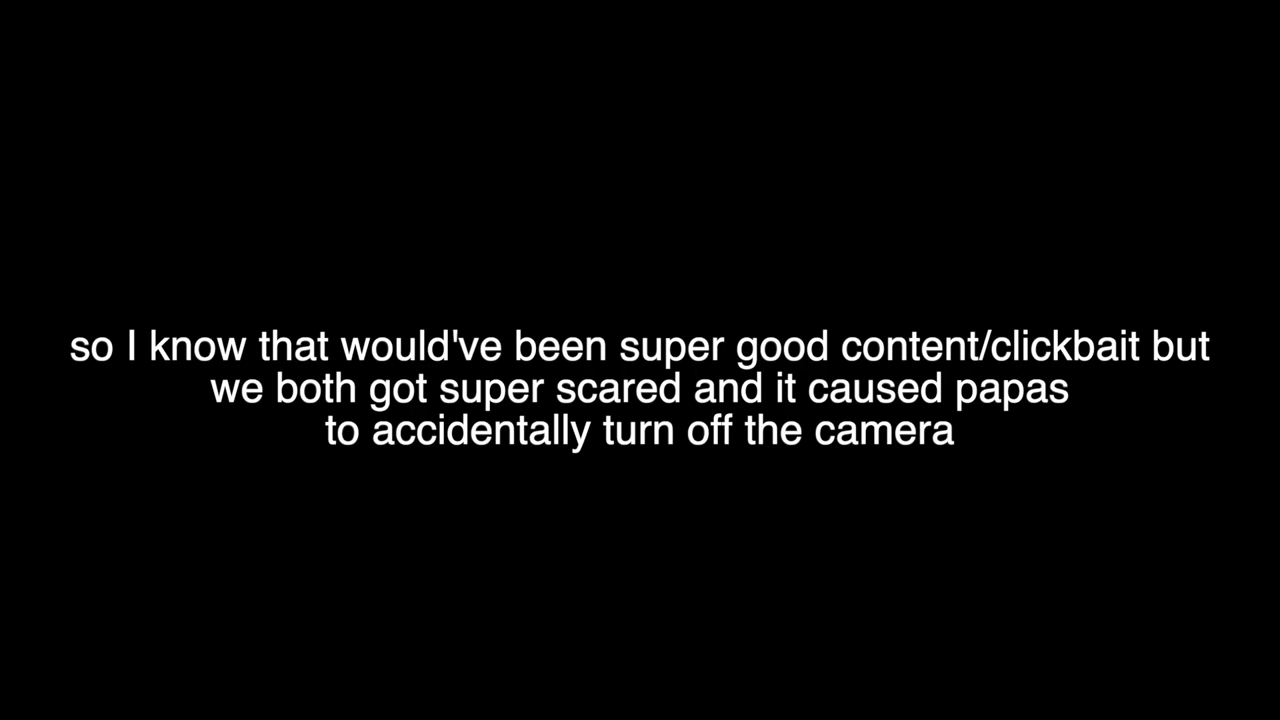 so I know that would've been super good content/clickbait but
we both got super scared and it caused papas
to accidentally turn off the camera